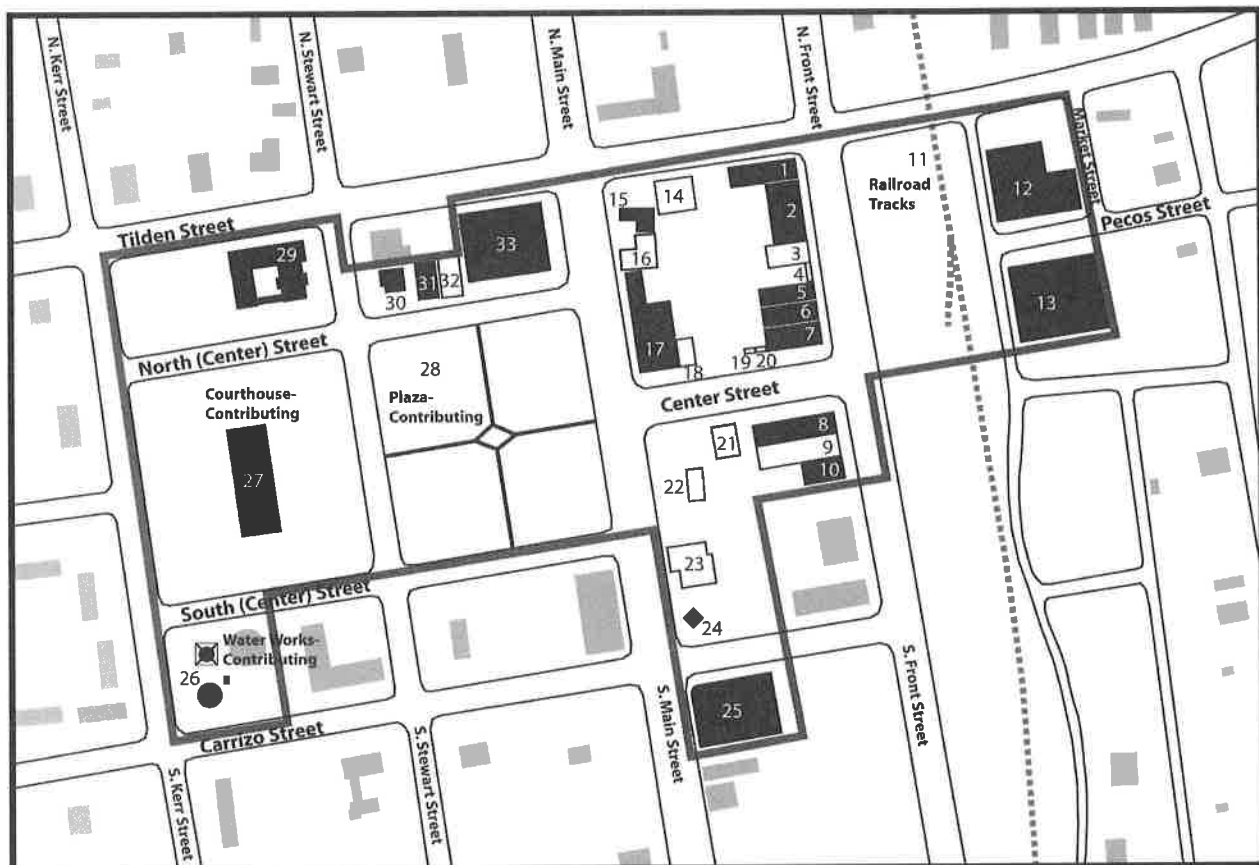 N. Kerr Street
N. Stewart Street
N. Main Street
N. Front Street
Market Street
11
Railroad
Tracks
12
Pecos Street
13
1
2
3
4
5
6
7
14
15
16
17
18
19
20
Tilden Street
29
30
31
32
33
North (Center) Street
Courthouse-
Contributing
27
28
Plaza-
Contributing
Center Street
8
9
10
21
22
23
24
25
South (Center) Street
Water Works-
Contributing
26
Carrizo Street
S. Kerr Street
S. Stewart Street
S. Main Street
S. Front Street